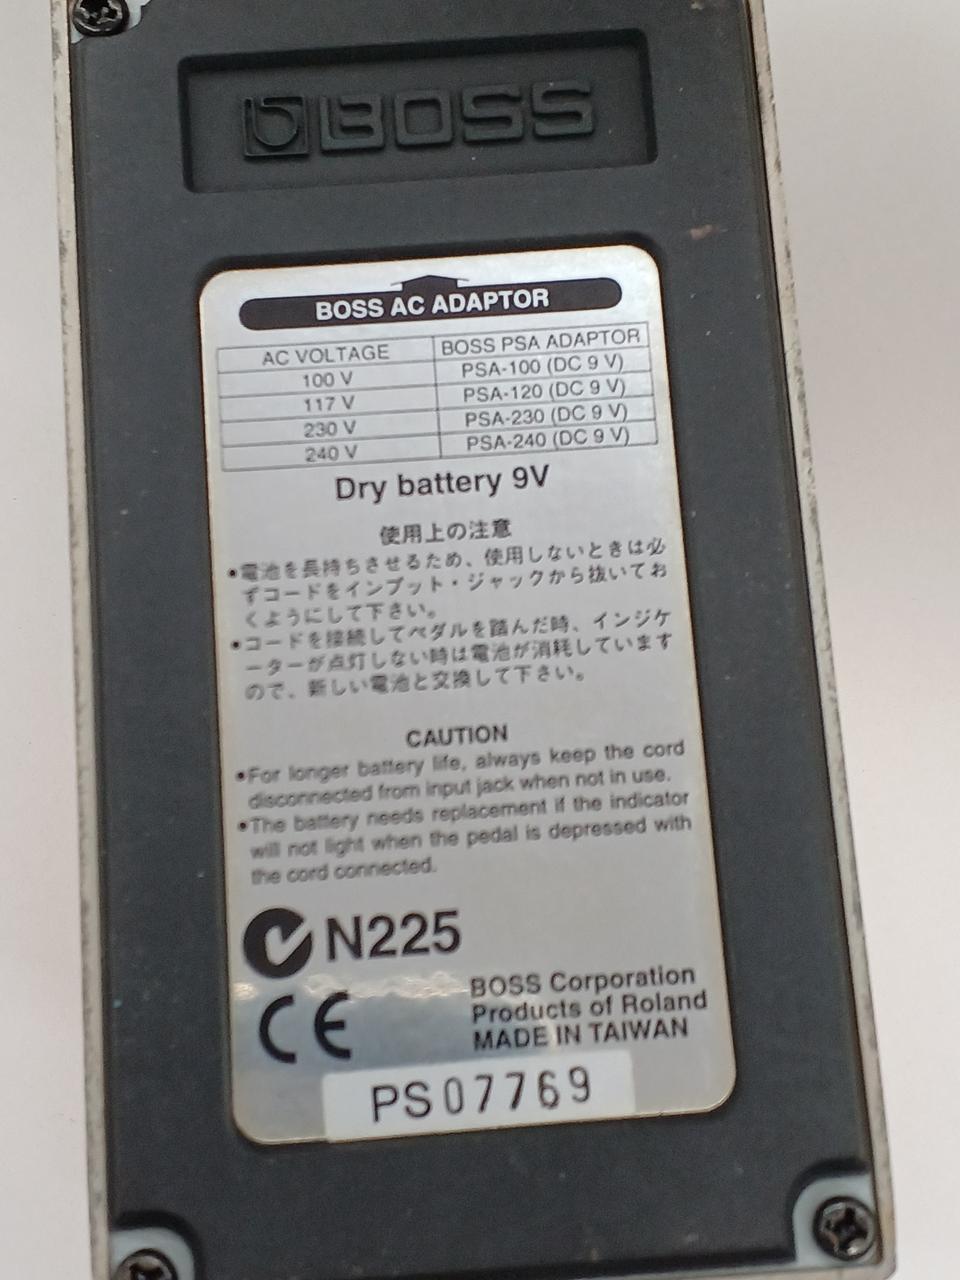 BOSS
BOSS AC ADAPTOR
AC VOLTAGE BOSS PSA ADAPTOR
100 V PSA-100 (DC 9 V)
117 V PSA-120 (DC 9 V)
230 V PSA-230 (DC 9 V)
240 V PSA-240 (DC 9 V)
Dry battery 9V
使用上の注意
•電池を長持ちさせるため、使用しないときは必
ずコードをインプット・ジャックから抜いてお
くようにして下さい。
•コードを接続してペダルを踏んだ時、インジケ
ーターが点灯しない時は電池が消耗しています
ので、新しい電池と交換して下さい。
CAUTION
•For longer battery life, always keep the cord
disconnected from input jack when not in use.
•The battery needs replacement if the indicator
will not light when the pedal is depressed with
the cord connected.
N225
CE
BOSS Corporation
Products of Roland
MADE IN TAIWAN
PS07769